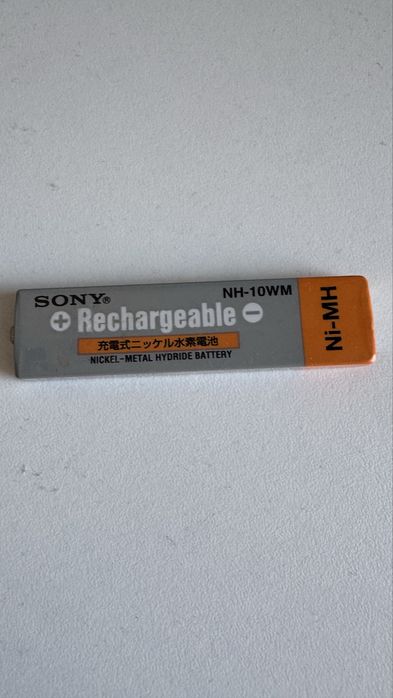 SONY® NH-10WM
+ Rechargeable −
充電式ニッケル水素電池
NICKEL-METAL HYDRIDE BATTERY
Ni-MH